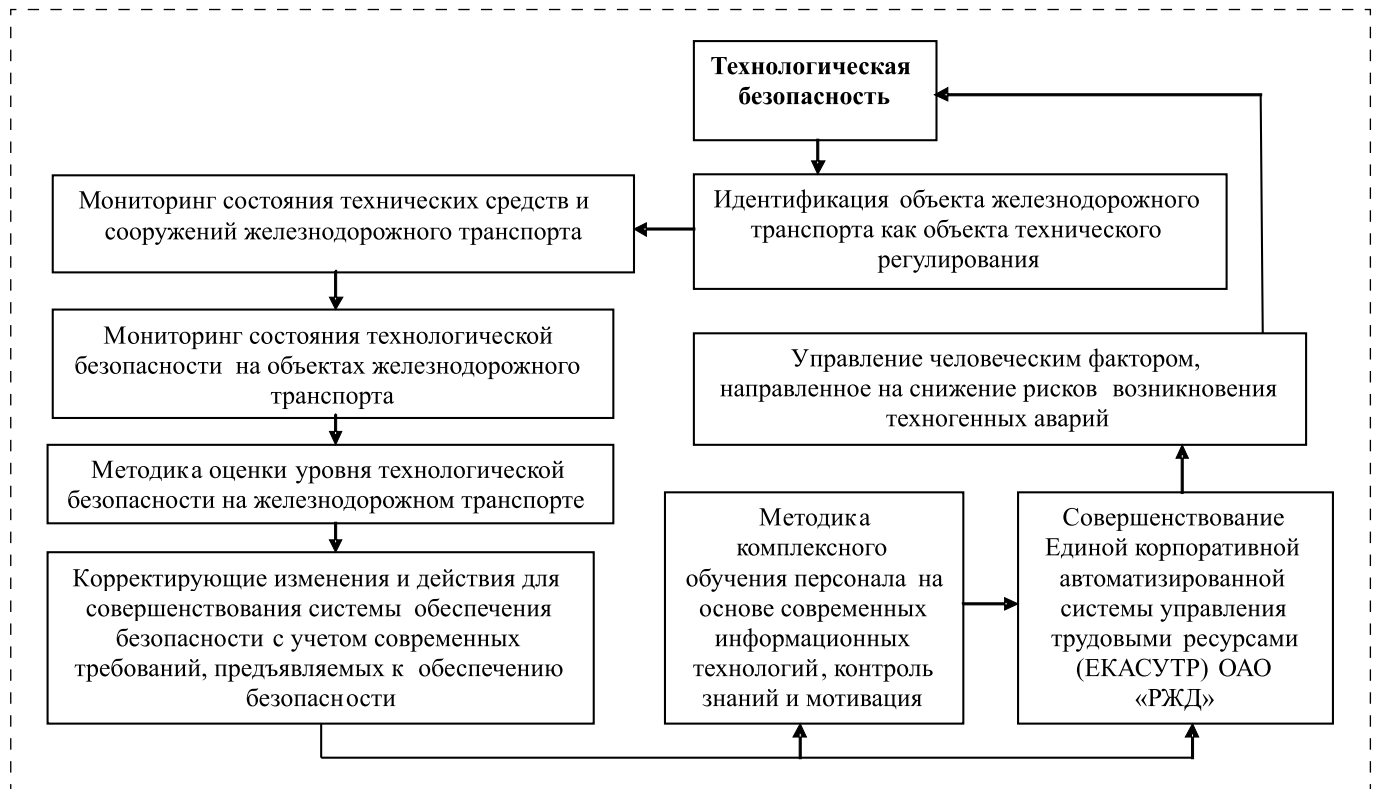 Технологическая
безопасность
Идентификация объекта железнодорожного
транспорта как объекта технического
регулирования
Мониторинг состояния технических средств и
сооружений железнодорожного транспорта
Мониторинг состояния технологической
безопасности на объектах железнодорожного
транспорта
Методика оценки уровня технологической
безопасности на железнодорожном транспорте
Корректирующие изменения и действия для
совершенствования системы обеспечения
безопасности с учетом современных
требований, предъявляемых к обеспечению
безопасности
Методика
комплексного
обучения персонала на
основе современных
информационных
технологий, контроль
знаний и мотивация
Совершенствование
Единой корпоративной
автоматизированной
системы управления
трудовыми ресурсами
(ЕКАСУТР) ОАО
«РЖД»
Управление человеческим фактором,
направленное на снижение рисков возникновения
техногенных аварий